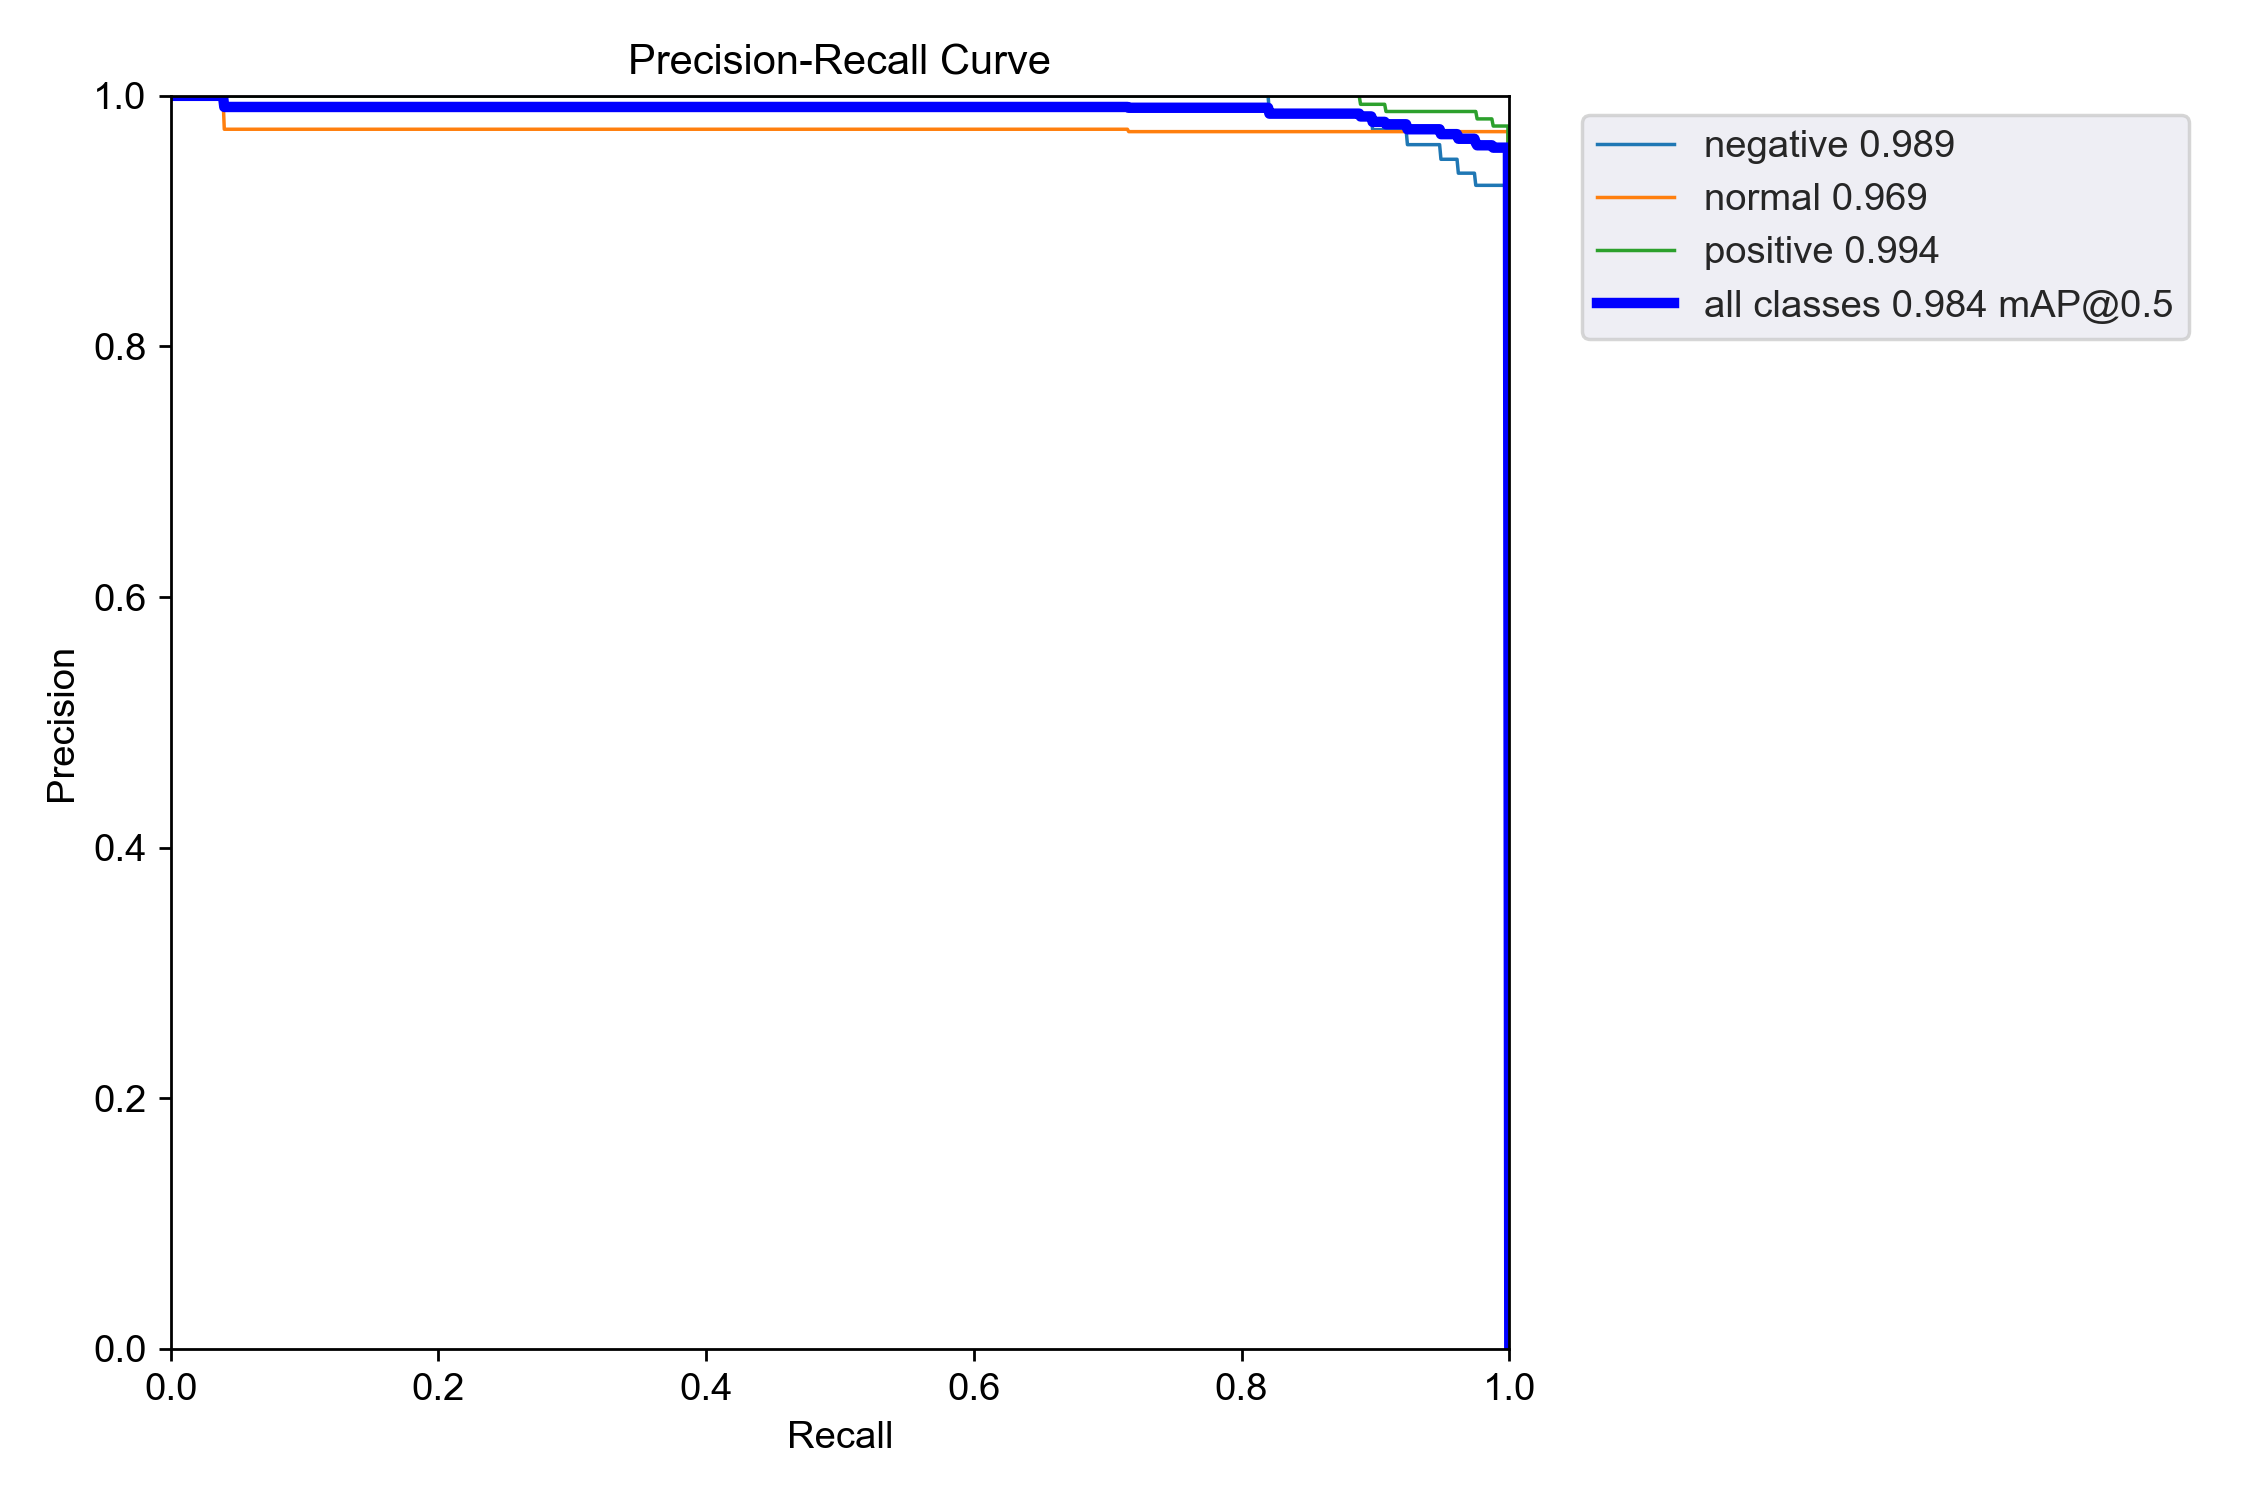 Precision-Recall Curve
1.0
0.8
0.6
0.4
0.2
0.0
Precision
0.0 0.2 0.4 0.6 0.8 1.0
Recall
negative 0.989
normal 0.969
positive 0.994
all classes 0.984 mAP@0.5